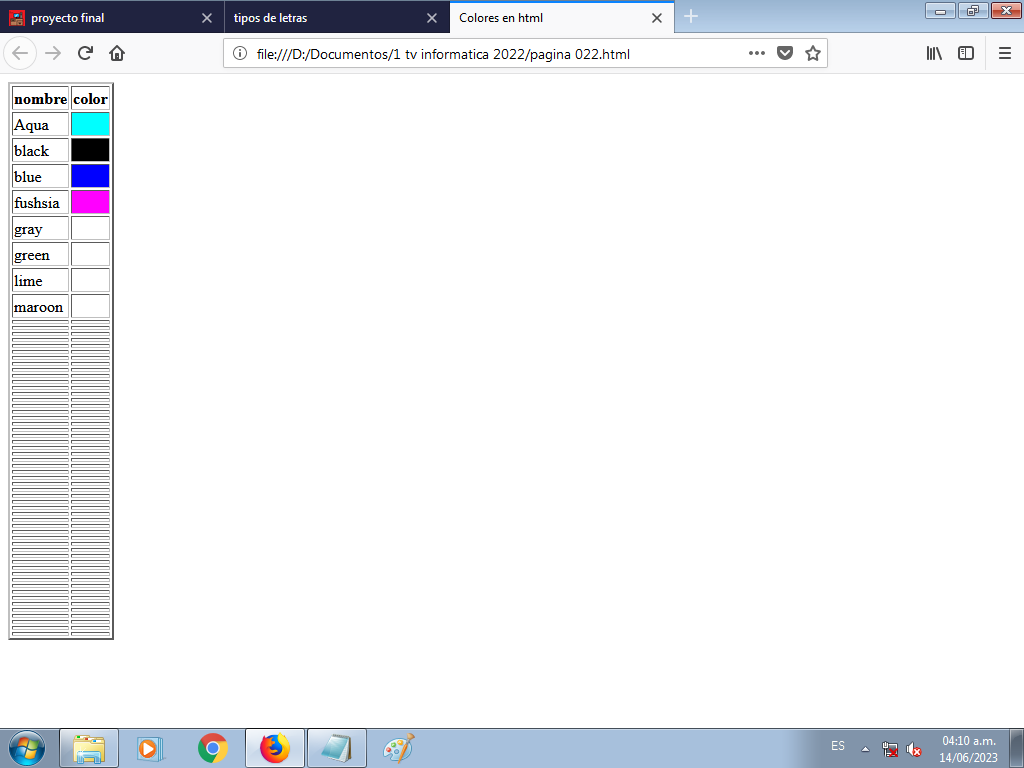 proyecto final
tipos de letras
Colores en html
file:///D:/Documentos/1 tv informatica 2022/pagina 022.html
nombre color
Aqua
black
blue
fushsia
gray
green
lime
maroon
ES
04:10 a.m.
14/06/2023